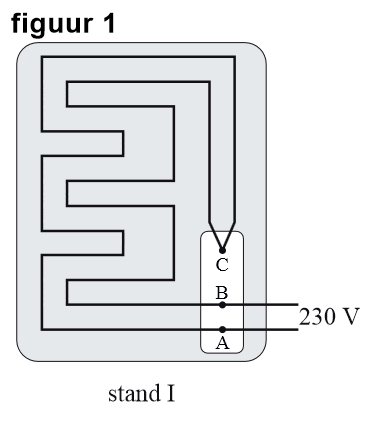 figuur 1
C
B
230 V
A
stand I